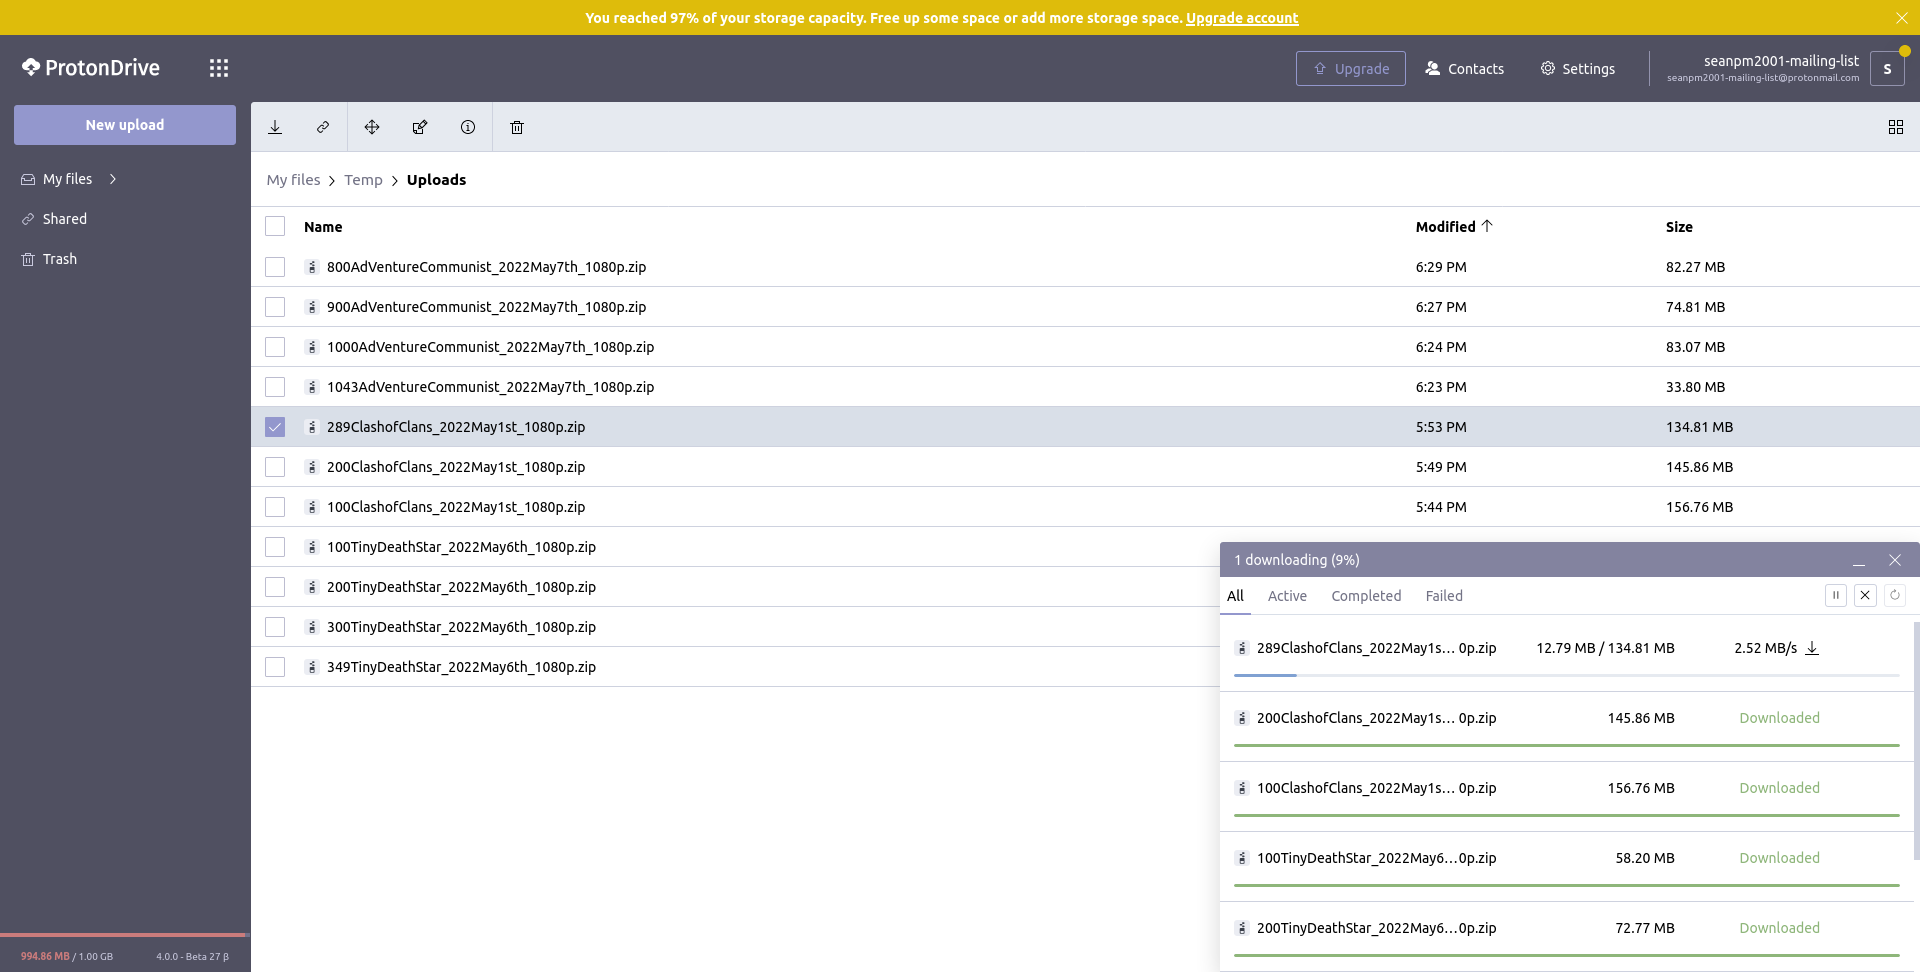 You reached 97% of your storage capacity. Free up some space or add more storage space. Upgrade account
ProtonDrive
Upgrade
Contacts
Settings
seanpm2001-mailing-list
seanpm2001-mailing-list@protonmail.com
S
New upload
My files
Shared
Trash
My files > Temp > Uploads
Name Modified Size
800AdVentureCommunist_2022May7th_1080p.zip 6:29 PM 82.27 MB
900AdVentureCommunist_2022May7th_1080p.zip 6:27 PM 74.81 MB
1000AdVentureCommunist_2022May7th_1080p.zip 6:24 PM 83.07 MB
1043AdVentureCommunist_2022May7th_1080p.zip 6:23 PM 33.80 MB
289ClashofClans_2022May1st_1080p.zip 5:53 PM 134.81 MB
200ClashofClans_2022May1st_1080p.zip 5:49 PM 145.86 MB
100ClashofClans_2022May1st_1080p.zip 5:44 PM 156.76 MB
100TinyDeathStar_2022May6th_1080p.zip
200TinyDeathStar_2022May6th_1080p.zip
300TinyDeathStar_2022May6th_1080p.zip
349TinyDeathStar_2022May6th_1080p.zip
1 downloading (9%)
All Active Completed Failed
289ClashofClans_2022May1s... 0p.zip 12.79 MB / 134.81 MB 2.52 MB/s
200ClashofClans_2022May1s... 0p.zip 145.86 MB Downloaded
100ClashofClans_2022May1s... 0p.zip 156.76 MB Downloaded
100TinyDeathStar_2022May6...0p.zip 58.20 MB Downloaded
200TinyDeathStar_2022May6...0p.zip 72.77 MB Downloaded
994.86 MB / 1.00 GB 4.0.0 - Beta 27 β